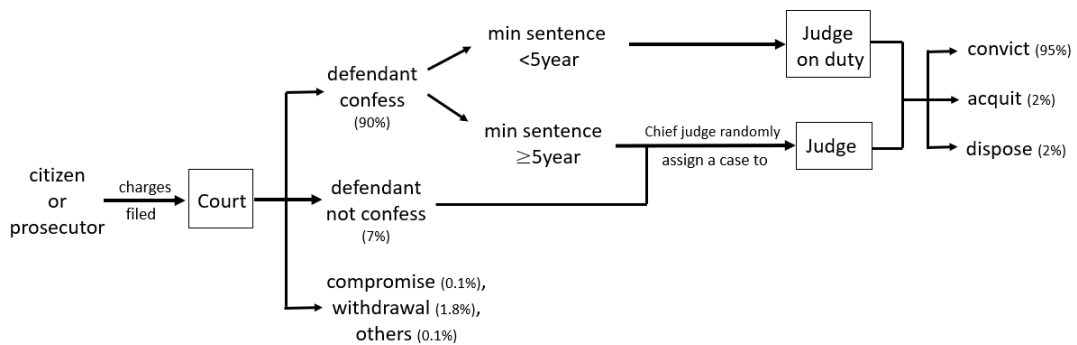 citizen
or
prosecutor
charges
filed
Court
defendant
confess
(90%)
defendant
not confess
(7%)
compromise (0.1%),
withdrawal (1.8%),
others (0.1%)
min sentence
<5year
min sentence
≥5year
Chief judge randomly
assign a case to
Judge
on duty
Judge
convict (95%)
acquit (2%)
dispose (2%)